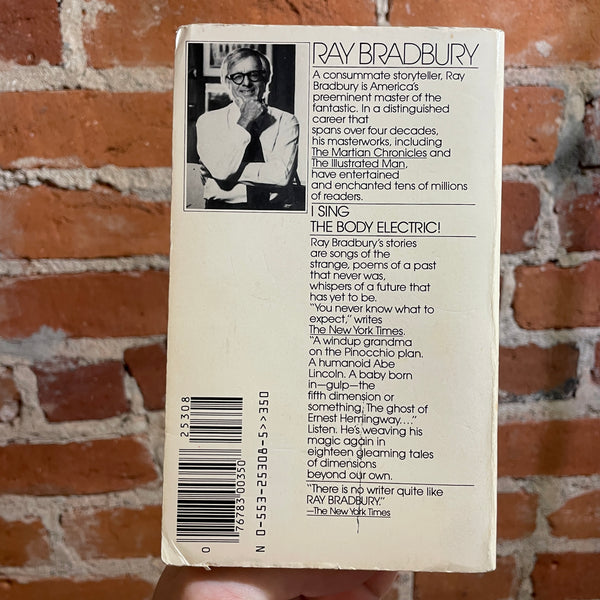 RAY BRADBURY
A consummate storyteller, Ray
Bradbury is America's
preeminent master of the
fantastic. In a distinguished
career that
spans over four decades,
his masterworks, including
The Martian Chronicles and
The Illustrated Man,
have entertained
and enchanted tens of millions
of readers.
I SING
THE BODY ELECTRIC!
Ray Bradbury's stories
are songs of the
strange, poems of a past
that never was,
whispers of a future that
has yet to be.
"You never know what to
expect," writes
The New York Times.
"A windup grandma
on the Pinocchio plan.
A humanoid Abe
Lincoln. A baby born
in—gulp—the
fifth dimension or
something. The ghost of
Ernest Hemingway...."
Listen. He's weaving his
magic again in
eighteen gleaming tales
of dimensions
beyond our own.
"There is no writer quite like
RAY BRADBURY."
—The New York Times
25308
0 76783 00350
N 0-553-25308-5>>350